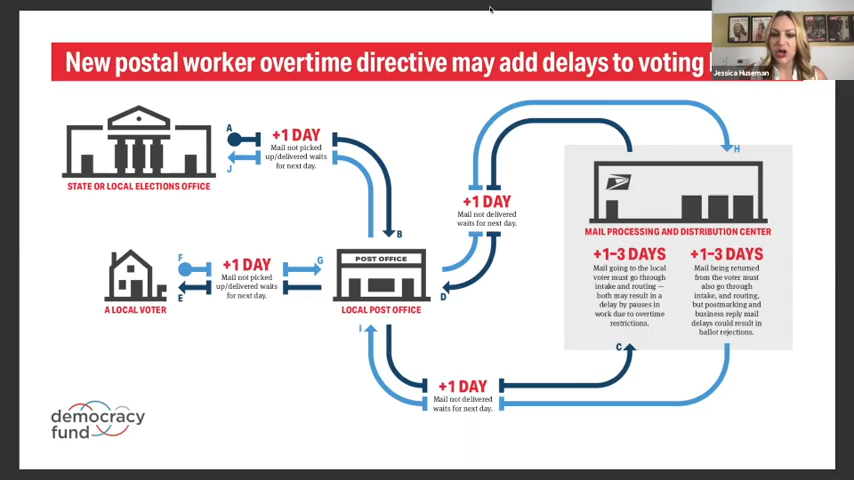 New postal worker overtime directive may add delays to voting
Jessica Huseman
A
+1 DAY
Mail not picked
up/delivered waits
for next day.
J
STATE OR LOCAL ELECTIONS OFFICE
B
F
+1 DAY
Mail not picked
up/delivered waits
for next day.
G
E
A LOCAL VOTER
POST OFFICE
LOCAL POST OFFICE
D
I
+1 DAY
Mail not delivered
waits for next day.
H
MAIL PROCESSING AND DISTRIBUTION CENTER
+1–3 DAYS
Mail going to the local
voter must go through
intake and routing —
both may result in a
delay by pauses in
work due to overtime
restrictions.
+1–3 DAYS
Mail being returned
from the voter must
also go through
intake, and routing,
but postmarking and
business reply mail
delays could result in
ballot rejections.
C
+1 DAY
Mail not delivered
waits for next day.
democracy
fund